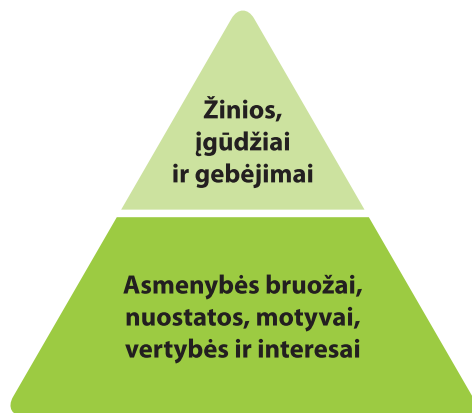 Žinios,
įgūdžiai
ir gebėjimai
Asmenybės bruožai,
nuostatos, motyvai,
vertybės ir interesai